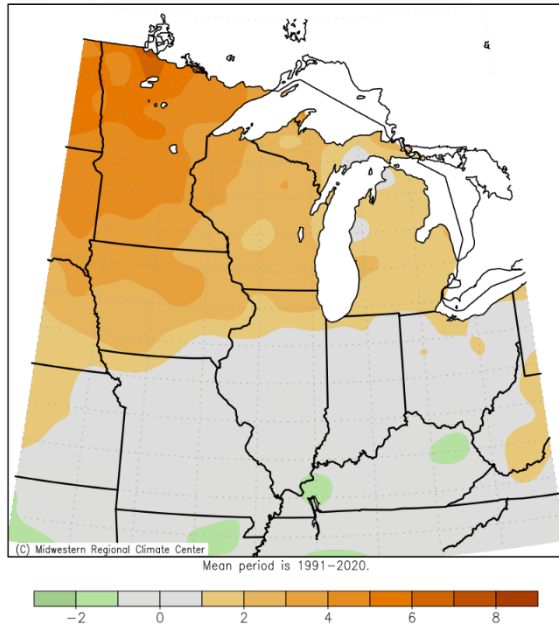 (C) Midwestern Regional Climate Center
Mean period is 1991-2020.
-2 0 2 4 6 8